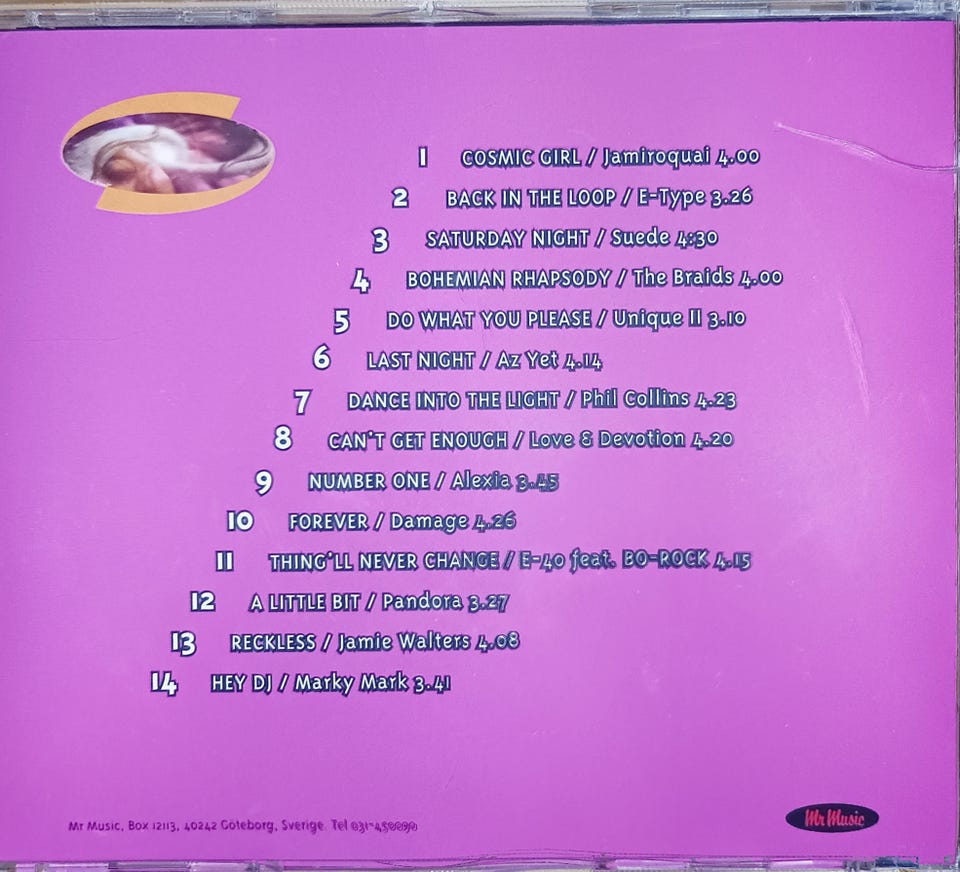 1 COSMIC GIRL / Jamiroquai 4.00
2 BACK IN THE LOOP / E-Type 3.26
3 SATURDAY NIGHT / Suede 4:30
4 BOHEMIAN RHAPSODY / The Braids 4.00
5 DO WHAT YOU PLEASE / Unique II 3.10
6 LAST NIGHT / Az Yet 4.14
7 DANCE INTO THE LIGHT / Phil Collins 4.23
8 CAN'T GET ENOUGH / Love & Devotion 4.20
9 NUMBER ONE / Alexia 3.45
10 FOREVER / Damage 4.26
11 THING'LL NEVER CHANGE / E-40 feat. BO-ROCK 4.15
12 A LITTLE BIT / Pandora 3.27
13 RECKLESS / Jamie Walters 4.08
14 HEY DJ / Marky Mark 3.41
Mr Music, Box 12113, 40242 Göteborg, Sverige. Tel
Mr Music